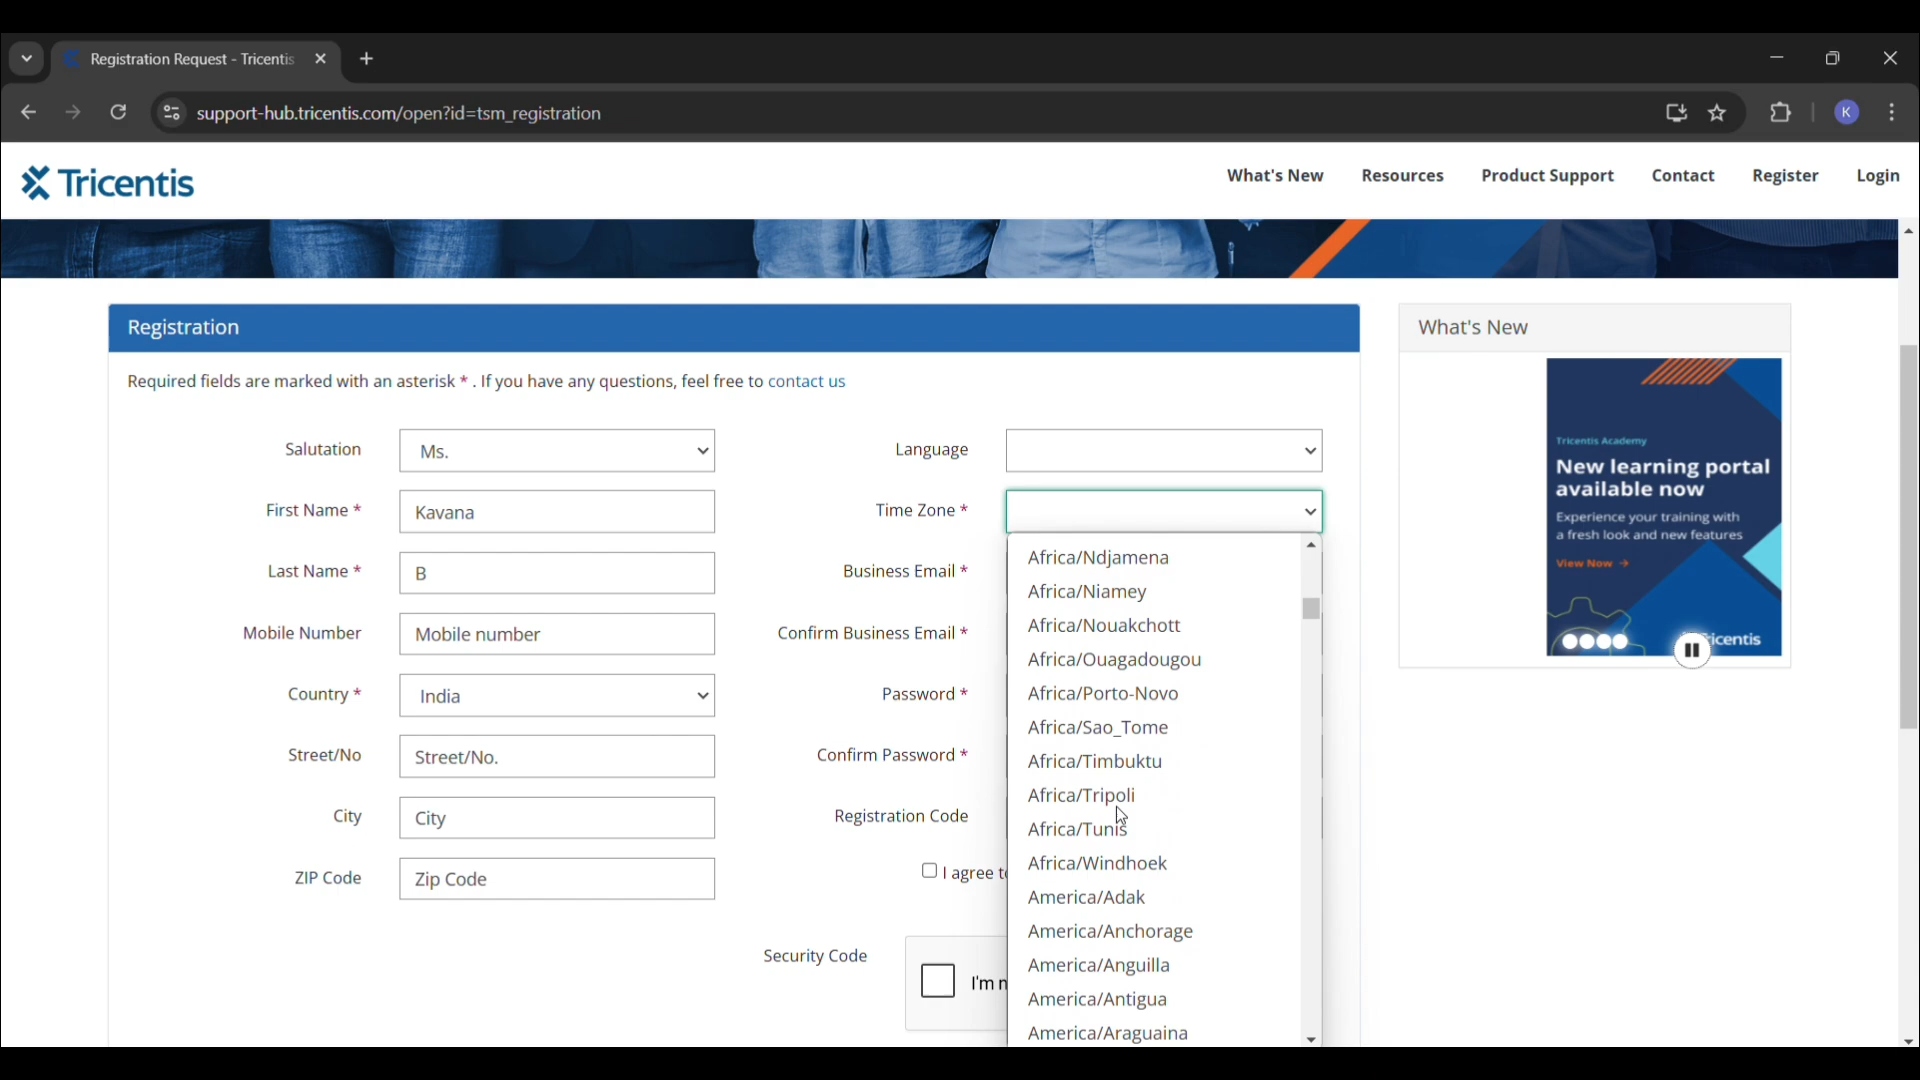 Registration Request - Tricentis
support-hub.tricentis.com/open?id=tsm_registration
K
Tricentis
What's New
Resources
Product Support
Contact
Register
Login
Registration
What's New
Required fields are marked with an asterisk * . If you have any questions, feel free to contact us
Salutation
Ms.
First Name *
Kavana
Last Name *
B
Mobile Number
Mobile number
Country *
India
Street/No
Street/No.
City
City
ZIP Code
Zip Code
Language
Time Zone *
Business Email *
Confirm Business Email *
Password *
Confirm Password *
Registration Code
I agree to
Security Code
I'm n
Africa/Ndjamena
Africa/Niamey
Africa/Nouakchott
Africa/Ouagadougou
Africa/Porto-Novo
Africa/Sao_Tome
Africa/Timbuktu
Africa/Tripoli
Africa/Tunis
Africa/Windhoek
America/Adak
America/Anchorage
America/Anguilla
America/Antigua
America/Araguaina
Tricentis Academy
New learning portal
available now
Experience your training with
a fresh look and new features
View Now →
icentis